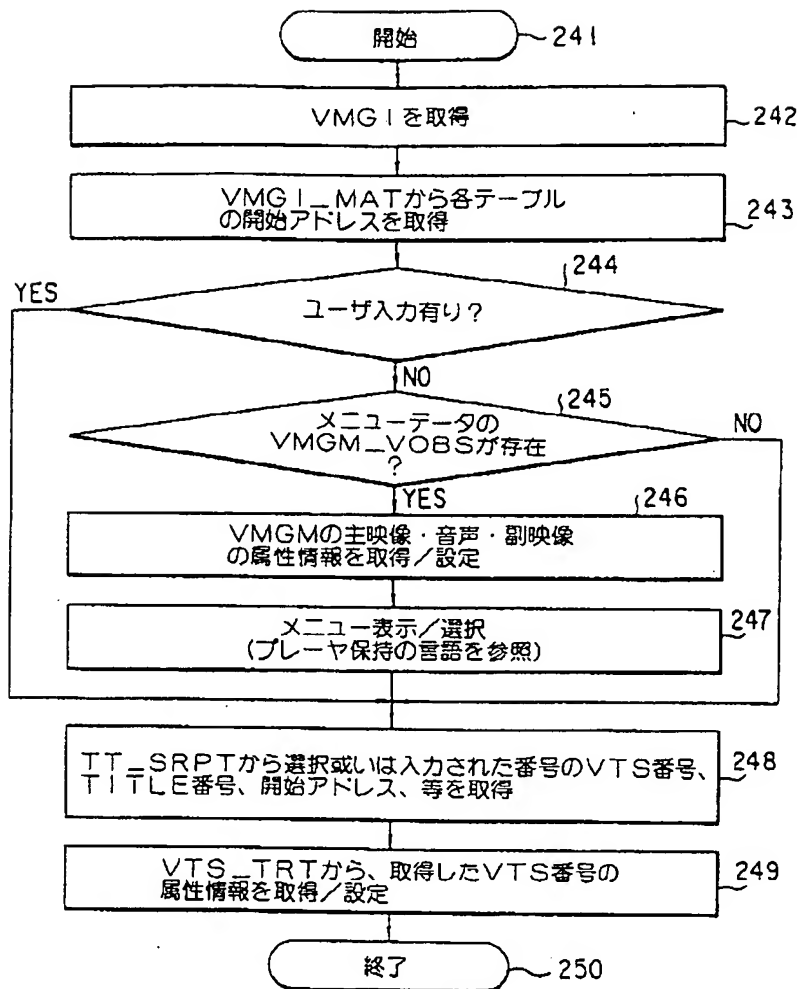 開始
241
VMGIを取得
242
VMGI_MATから各テーブル
の開始アドレスを取得
243
244
YES
ユーザ入力有り?
NO
245
メニューデータの
VMGM_VOBSが存在
?
NO
YES
246
VMGMの主映像・音声・副映像
の属性情報を取得/設定
247
メニュー表示/選択
(プレーヤ保持の言語を参照)
TT_SRPTから選択或いは入力された番号のVTS番号、
TITLE番号、開始アドレス、等を取得
248
VTS_TRTから、取得したVTS番号の
属性情報を取得/設定
249
終了
250